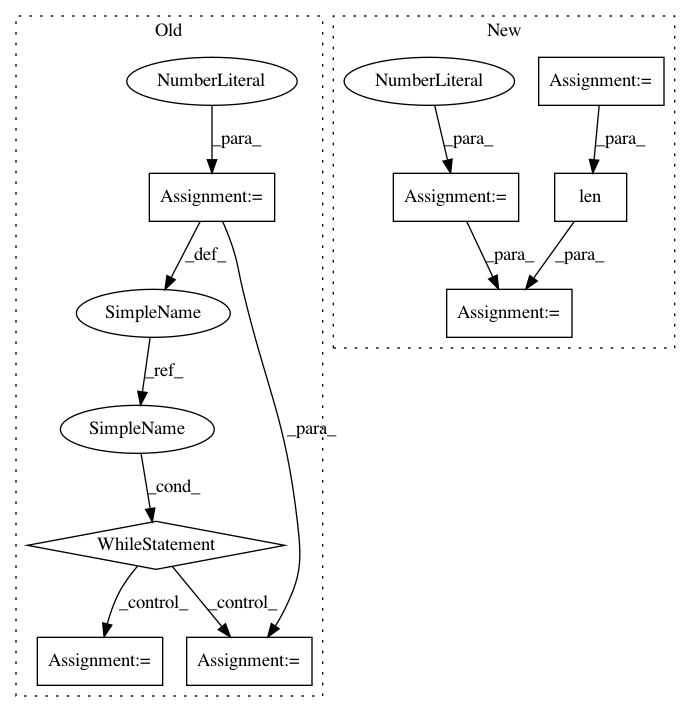 Old
New
NumberLiteral
NumberLiteral
Assignment:=
_para_
_para_
_para_
Assignment:=
Assignment:=
len
_def_
_para_
_para_
SimpleName
Assignment:=
_ref_
SimpleName
_para_
_cond_
WhileStatement
_control_
_control_
Assignment:=
Assignment:=